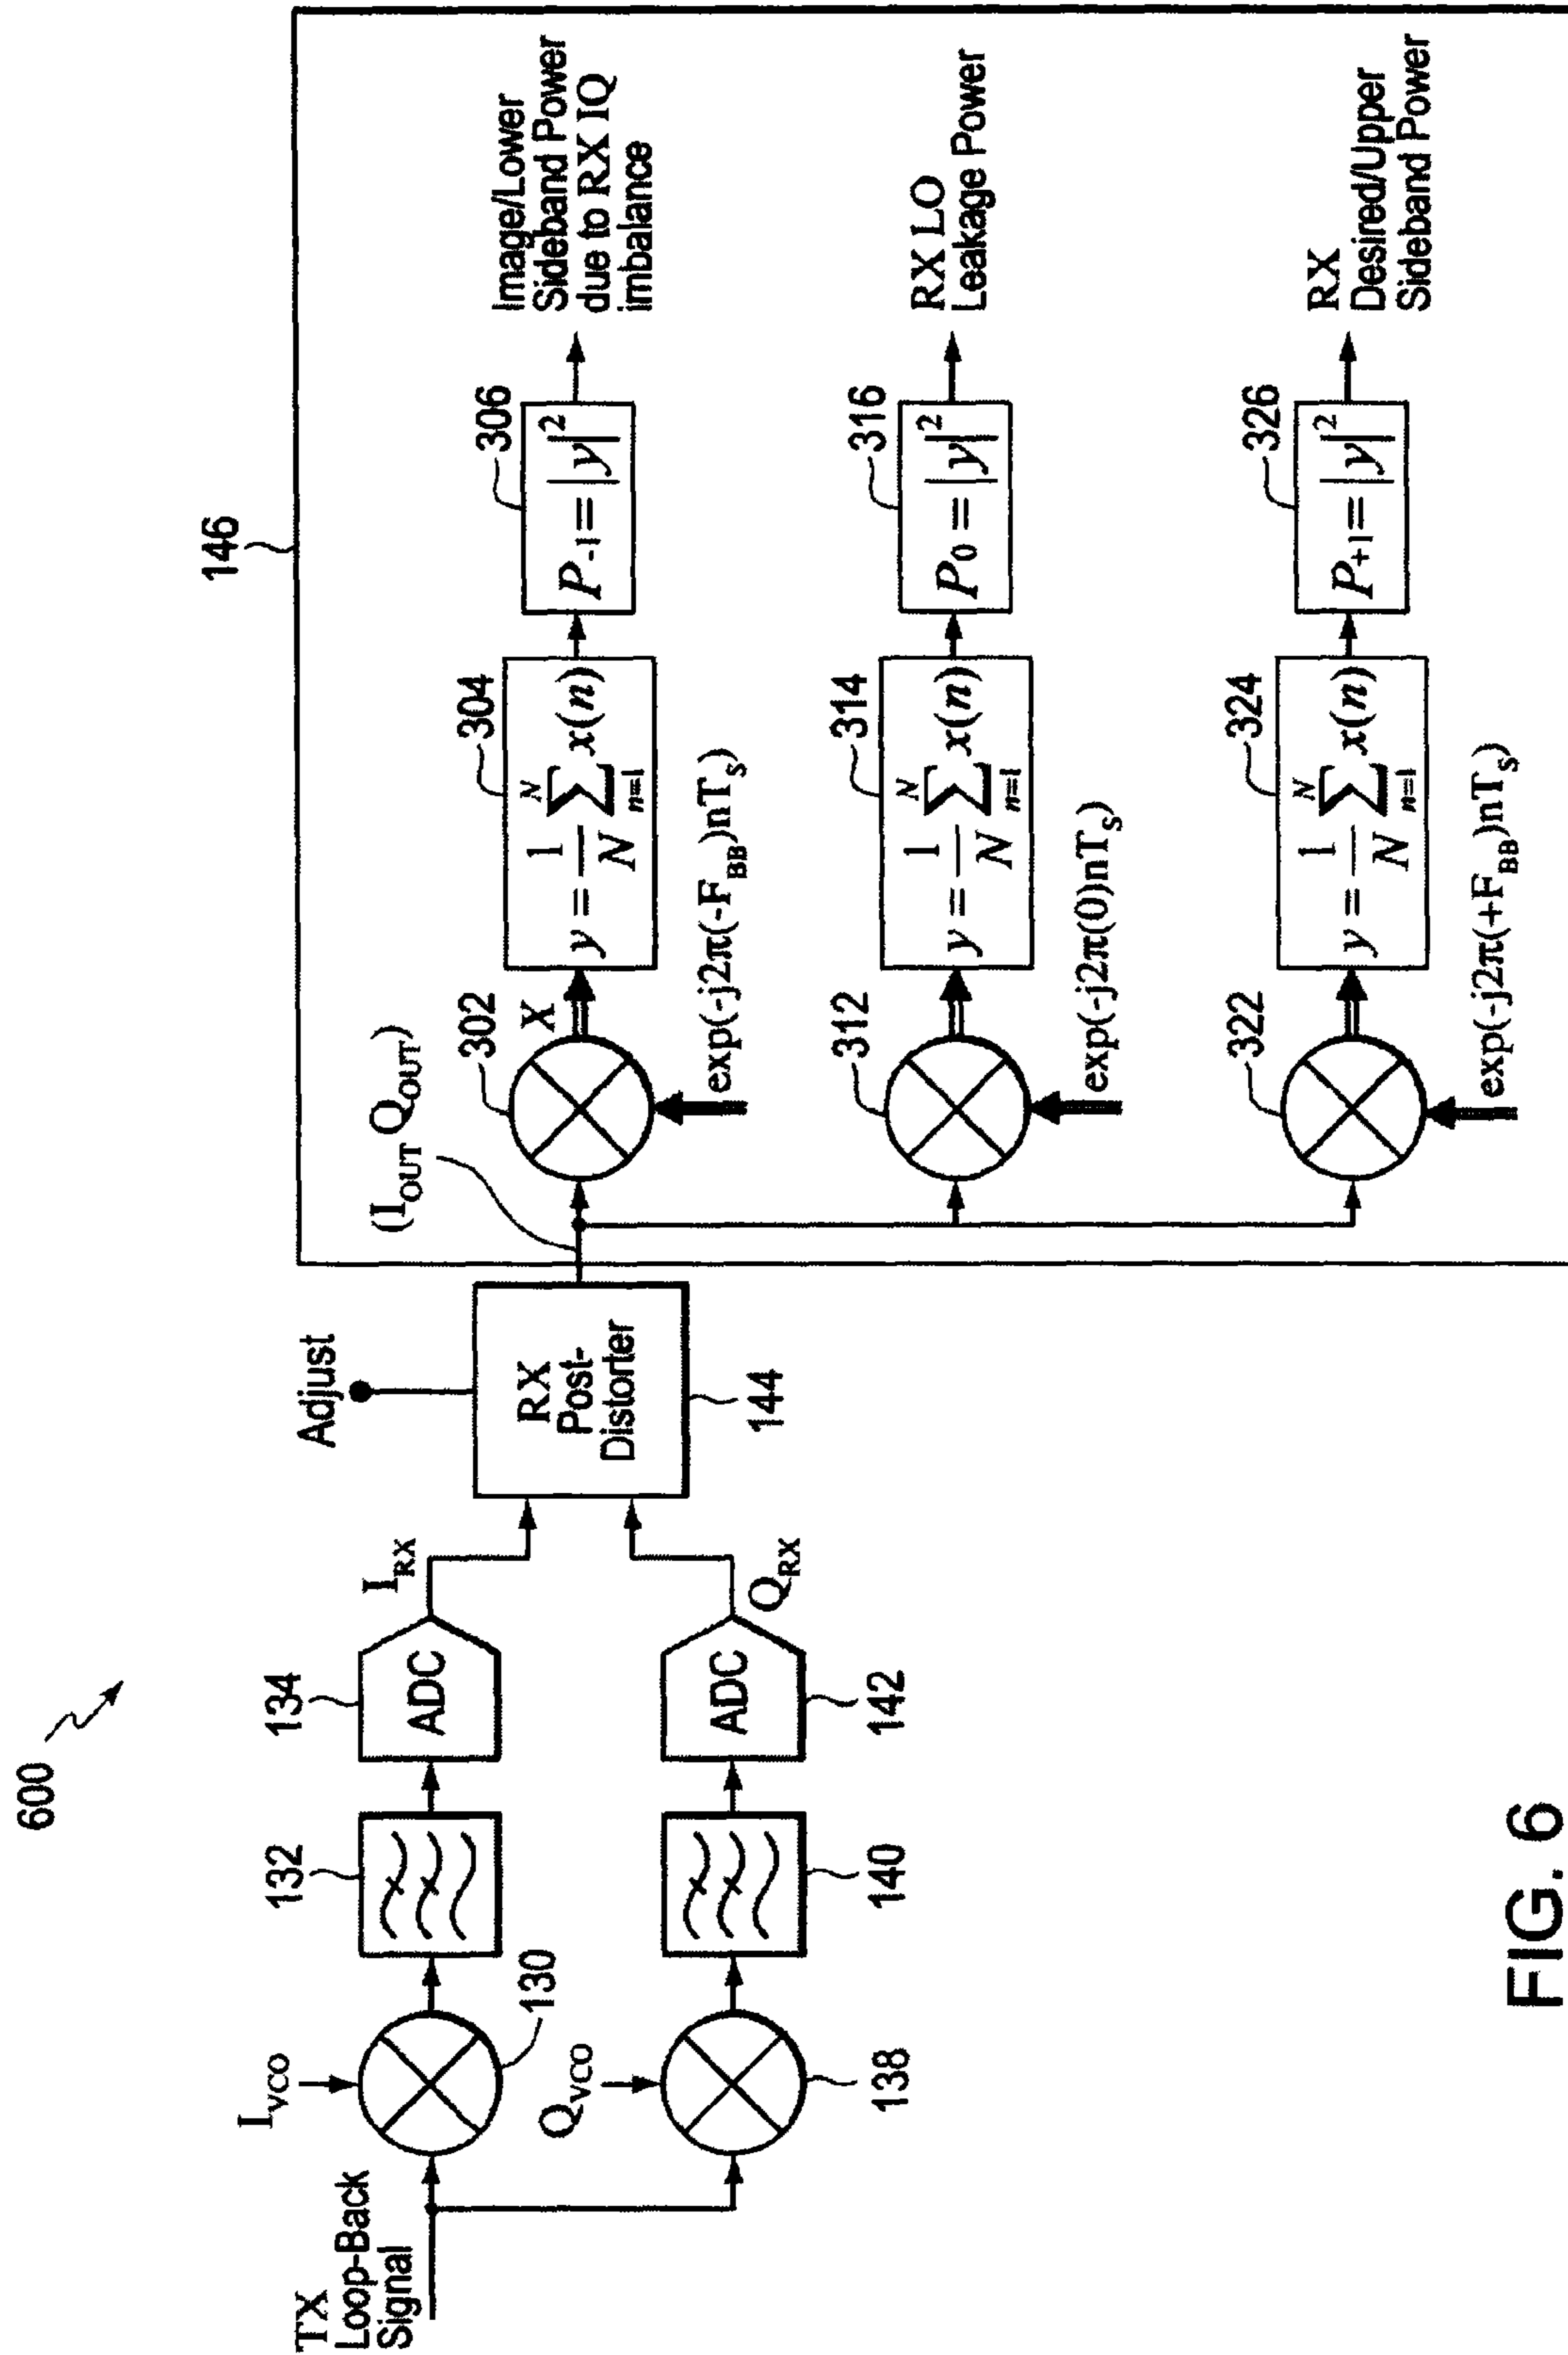 600
TX
Loop-Back
Signal
I_VCO
130
132
134
ADC
I_RX
Q_VCO
138
140
142
ADC
Q_RX
Adjust
RX
Post-
Distorter
144
146
(I_OUT Q_OUT)
302
X
exp(-j2π(-F_BB)nT_S)
304
y = 1/N ∑_{n=1}^{N} x(n)
306
P_-1 = |y|^2
Image/Lower
Sideband Power
due to RX IQ
imbalance
312
exp(-j2π(0)nT_S)
314
y = 1/N ∑_{n=1}^{N} x(n)
316
P_0 = |y|^2
RX LO
Leakage Power
322
exp(-j2π(+F_BB)nT_S)
324
y = 1/N ∑_{n=1}^{N} x(n)
326
P_+1 = |y|^2
RX
Desired/Upper
Sideband Power
FIG. 6